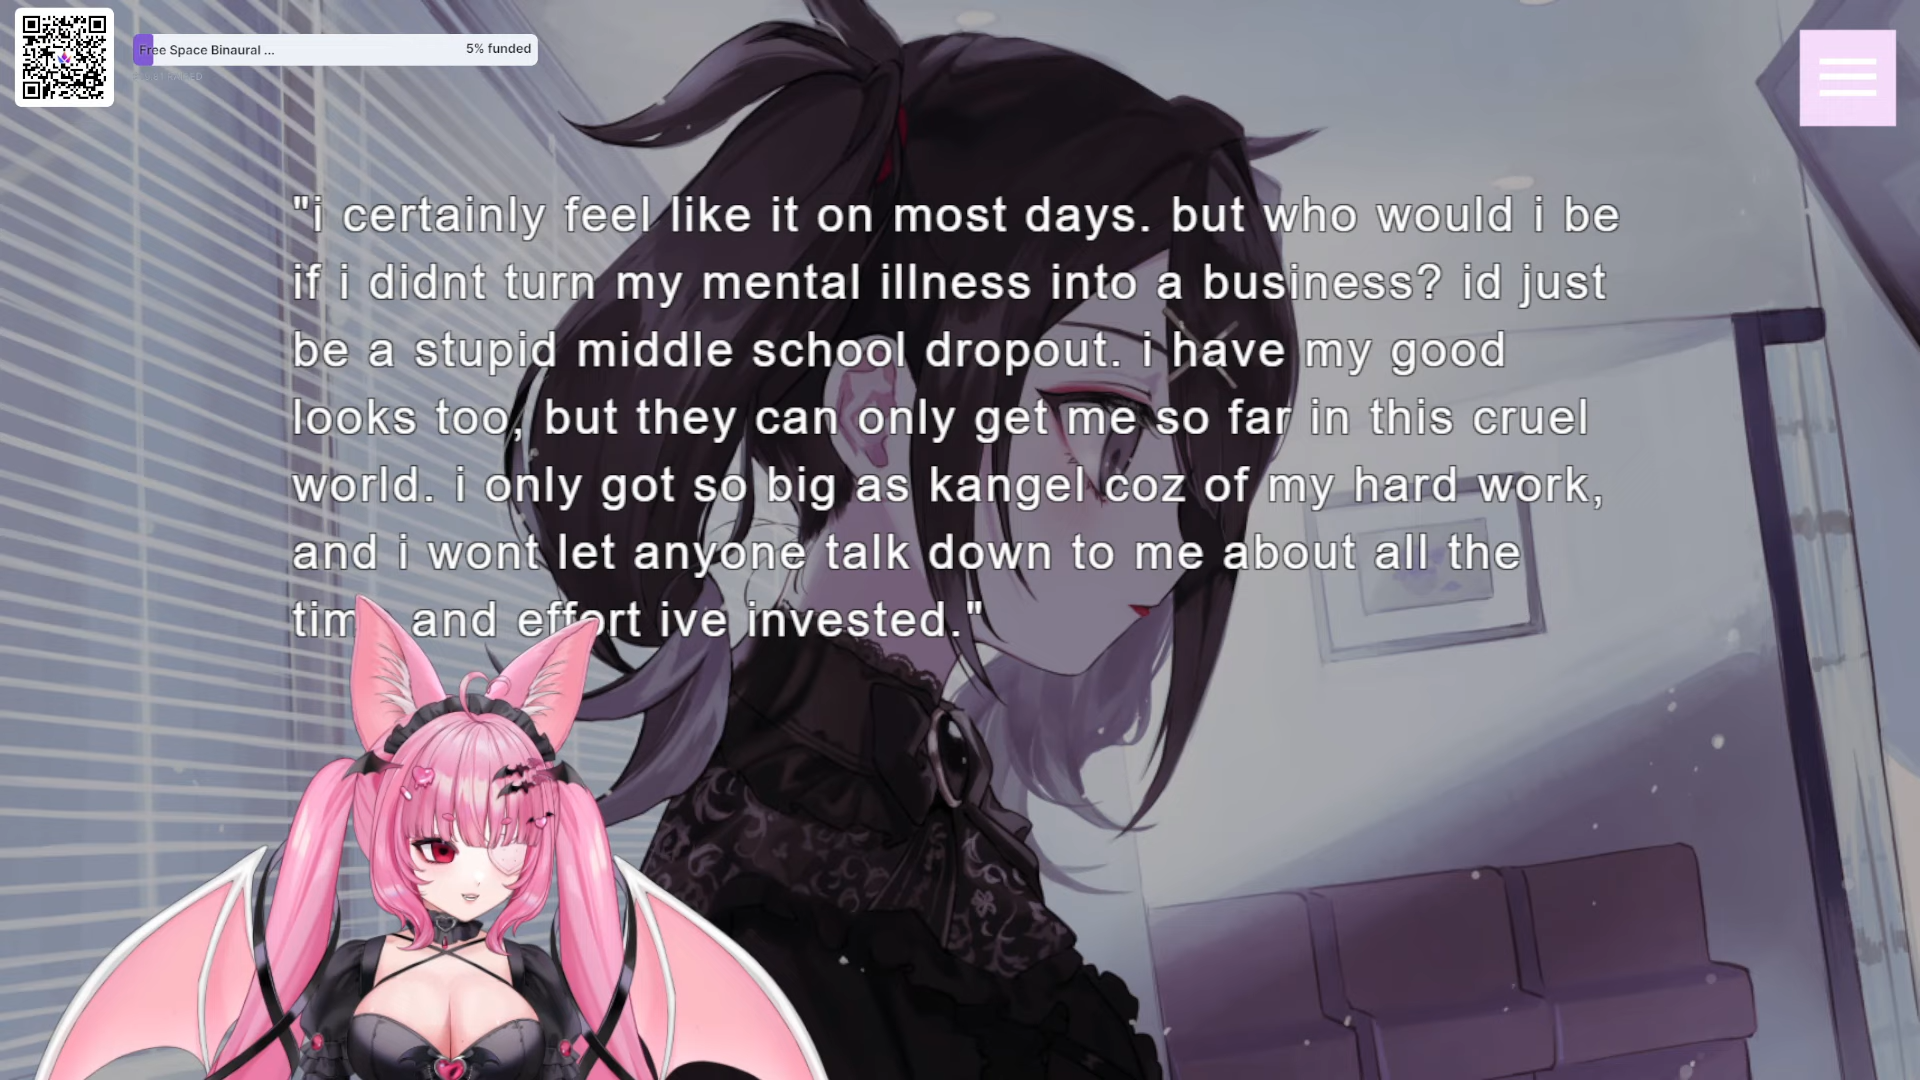 Free Space Binaural ...
5% funded
"i certainly feel like it on most days. but who would i be
if i didnt turn my mental illness into a business? id just
be a stupid middle school dropout. i have my good
looks too, but they can only get me so far in this cruel
world. i only got so big as kangel coz of my hard work,
and i wont let anyone talk down to me about all the
and effort ive invested."